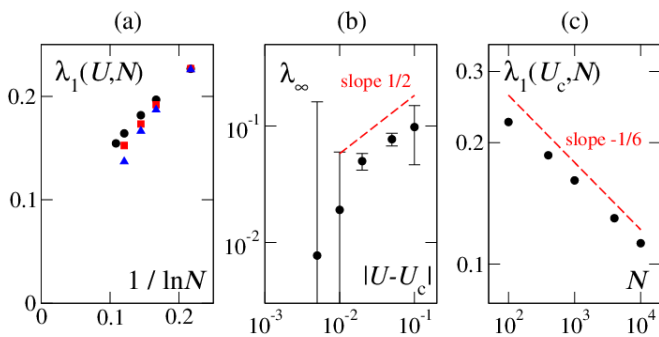 (a)
(b)
(c)
λ₁(U,N)
0.2
0.1
0
0
0.1
0.2
1 / lnN
λ∞
slope 1/2
10⁻¹
10⁻²
10⁻³
10⁻²
10⁻¹
|U-U_c|
λ₁(U_c,N)
0.3
0.2
0.1
slope -1/6
10²
10³
10⁴
N